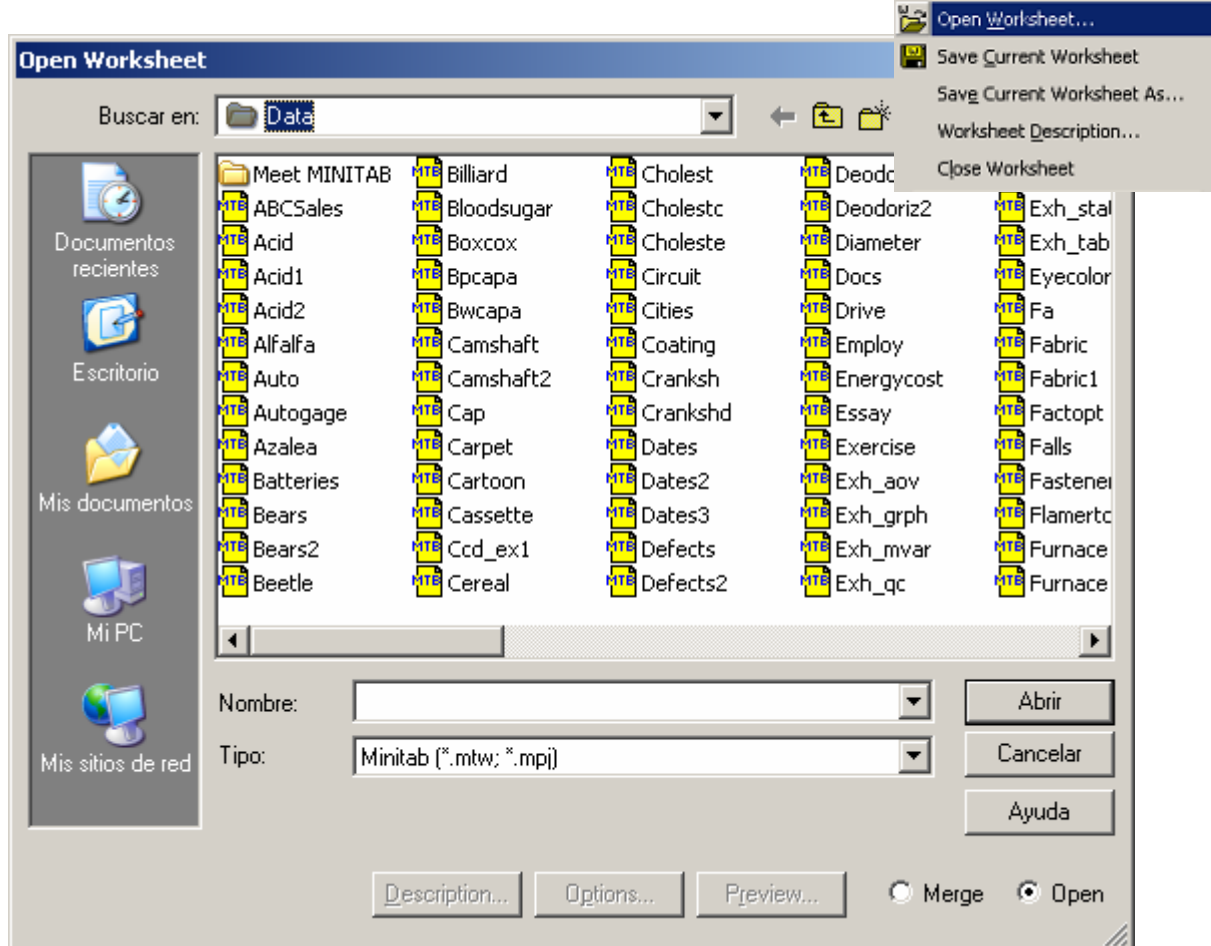 Open Worksheet...
Save Current Worksheet
Save Current Worksheet As...
Worksheet Description...
Close Worksheet
Open Worksheet
Buscar en: Data
Meet MINITAB
ABCSales
Acid
Acid1
Acid2
Alfalfa
Auto
Autogage
Azalea
Batteries
Bears
Bears2
Beetle
Billiard
Bloodsugar
Boxcox
Bpcapa
Bwcapa
Camshaft
Camshaft2
Cap
Carpet
Cartoon
Cassette
Ccd_ex1
Cereal
Cholest
Cholestc
Choleste
Circuit
Cities
Coating
Cranksh
Crankshd
Dates
Dates2
Dates3
Defects
Defects2
Deodoriz2
Diameter
Docs
Drive
Employ
Energycost
Essay
Exercise
Exh_aov
Exh_grph
Exh_mvar
Exh_qc
Exh_tab
Eyecolor
Fa
Fabric
Fabric1
Factopt
Falls
Furnace
Furnace
Documentos
recientes
Escritorio
Mis documentos
Mi PC
Mis sitios de red
Nombre:
Abrir
Tipo: Minitab (*.mtw; *.mpj)
Cancelar
Ayuda
Description... Options... Preview... Merge Open